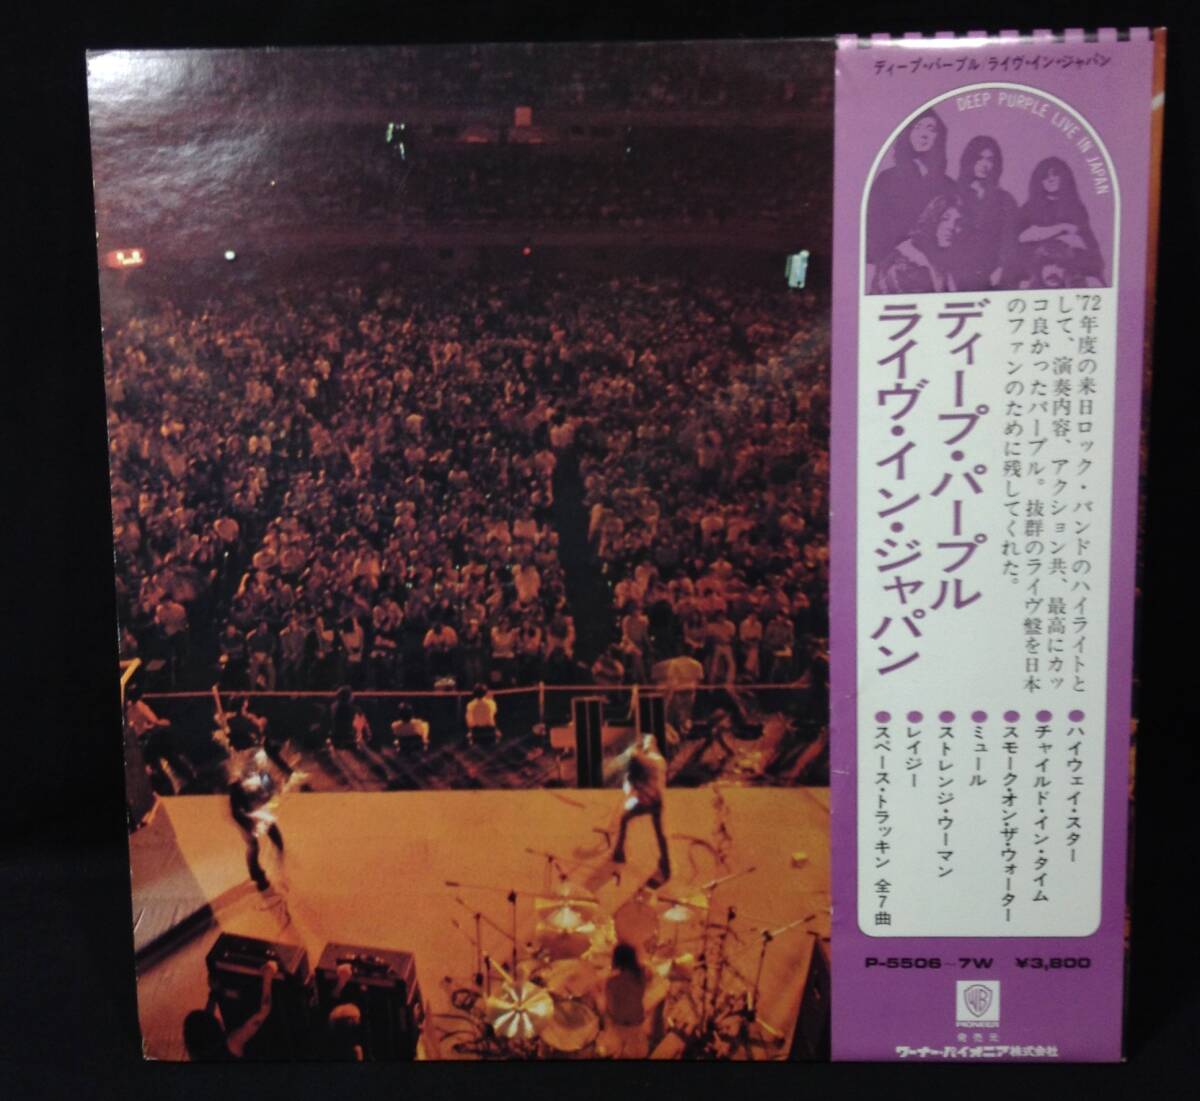 ディープ・パープル/ライヴ・イン・ジャパン
DEEP PURPLE LIVE IN JAPAN
'72年度の来日ロック・バンドのハイライトと
して、演奏内容、アクション共、最高にカッ
コ良かったパープル。抜群のライヴ盤を日本
のファンのために残してくれた。
ディープ・パープル
ライヴ・イン・ジャパン
●ハイウェイ・スター
●チャイルド・イン・タイム
●スモーク・オン・ザ・ウォーター
●ミュール
●ストレンジ・ウーマン
●レイジー
●スペース・トラッキン 全7曲
P-5506~7W ¥3,800
WB
PIONEER
発売元
ワーナー・パイオニア株式会社